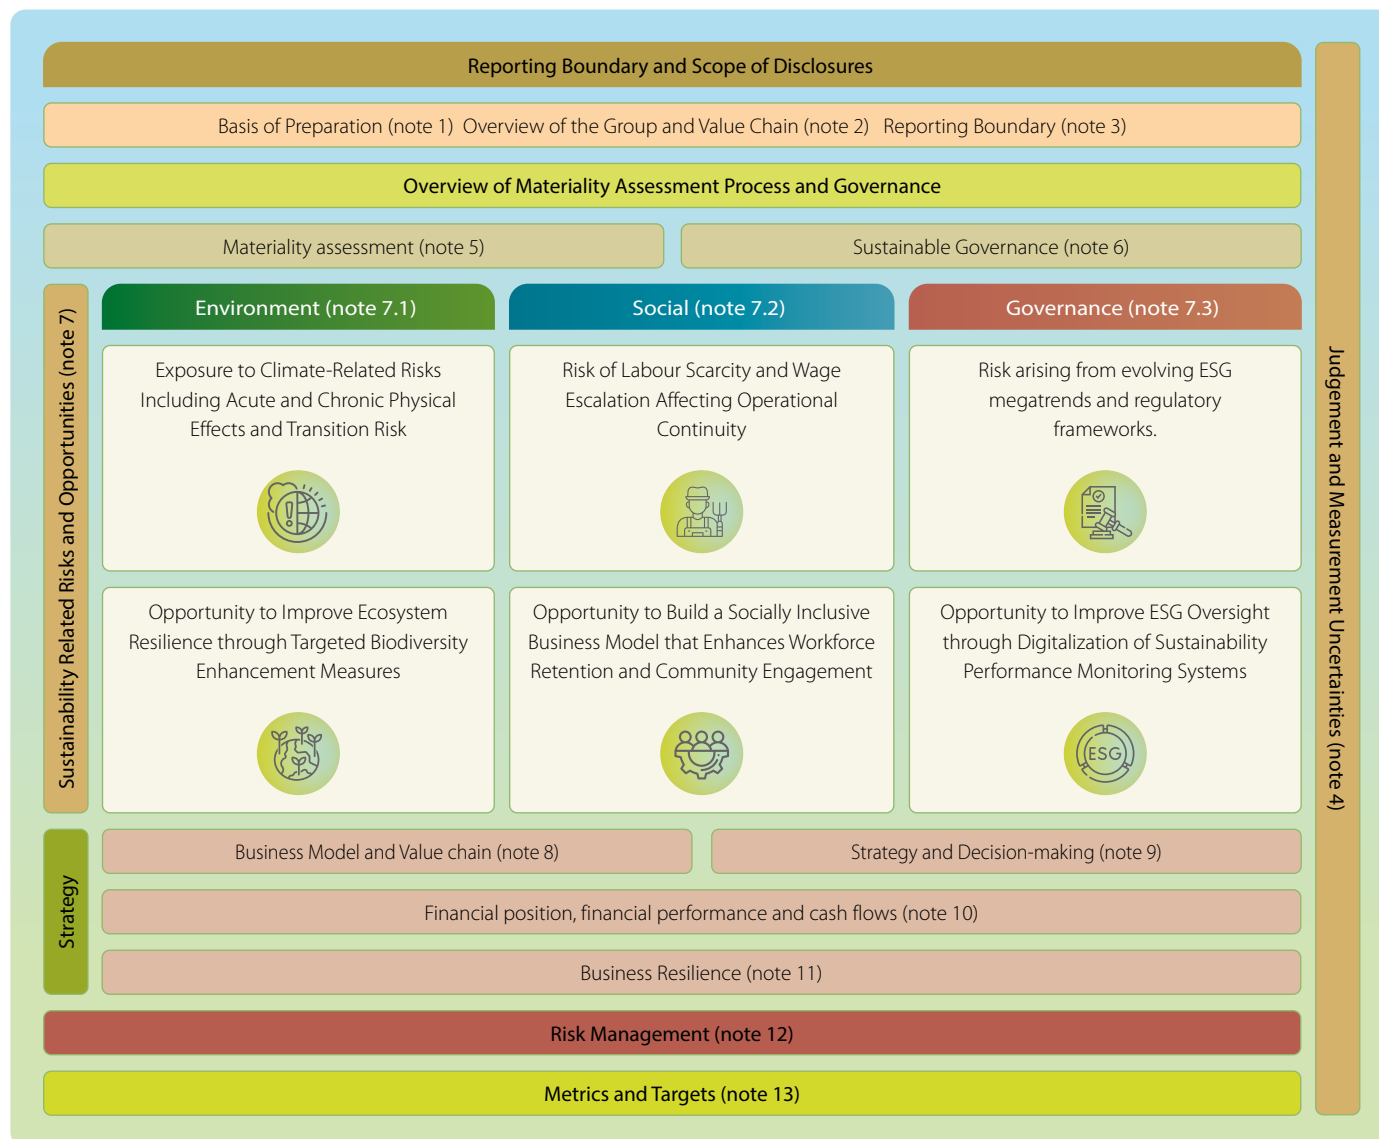 Reporting Boundary and Scope of Disclosures
Basis of Preparation (note 1) Overview of the Group and Value Chain (note 2) Reporting Boundary (note 3)
Overview of Materiality Assessment Process and Governance
Materiality assessment (note 5)
Sustainable Governance (note 6)
Sustainability Related Risks and Opportunities (note 7)
Environment (note 7.1)
Social (note 7.2)
Governance (note 7.3)
Exposure to Climate-Related Risks
Including Acute and Chronic Physical
Effects and Transition Risk
Risk of Labour Scarcity and Wage
Escalation Affecting Operational
Continuity
Risk arising from evolving ESG
megatrends and regulatory
frameworks.
Opportunity to Improve Ecosystem
Resilience through Targeted Biodiversity
Enhancement Measures
Opportunity to Build a Socially Inclusive
Business Model that Enhances Workforce
Retention and Community Engagement
Opportunity to Improve ESG Oversight
through Digitalization of Sustainability
Performance Monitoring Systems
ESG
Strategy
Business Model and Value chain (note 8)
Strategy and Decision-making (note 9)
Financial position, financial performance and cash flows (note 10)
Business Resilience (note 11)
Risk Management (note 12)
Metrics and Targets (note 13)
Judgement and Measurement Uncertainties (note 4)